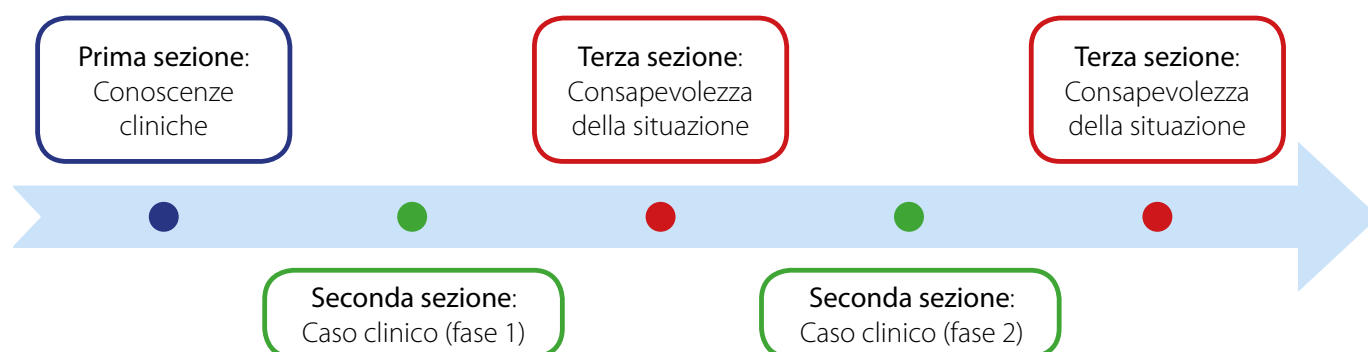 Prima sezione:
Conoscenze
cliniche
Seconda sezione:
Caso clinico (fase 1)
Terza sezione:
Consapevolezza
della situazione
Seconda sezione:
Caso clinico (fase 2)
Terza sezione:
Consapevolezza
della situazione